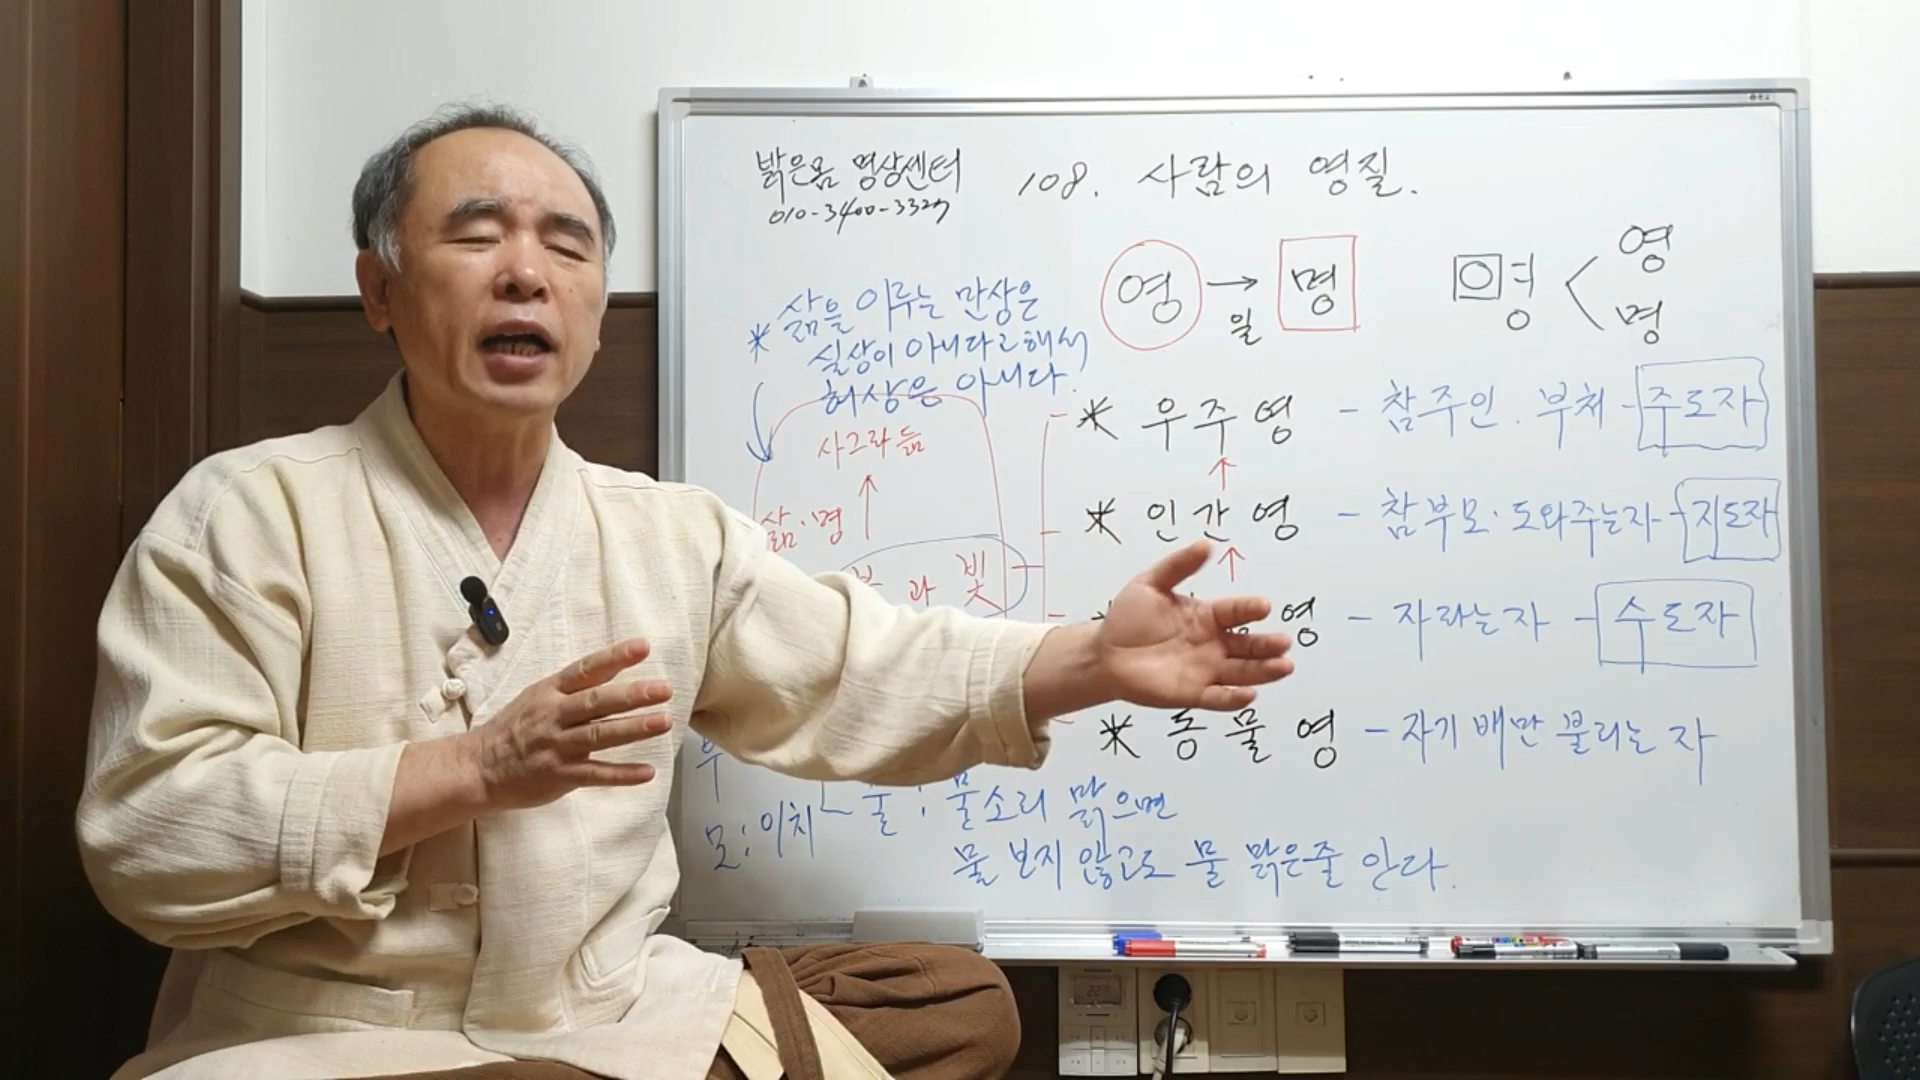 밝은몸 명상센터
010-3400-3327
108. 사람의 영질.
영 → 명
일
영
명
* 삶을 이루는 만상은
실상이 아니다고 해서
허상은 아니다.
사그라듬
삶·명
과 빛
* 우주영 - 참주인. 부처 - 주도자
* 인간영 - 참부모·도와주는자 - 지도자
영 - 자라는자 - 수도자
* 동물영 - 자기 배만 불리는 자
우
모: 이치
물 : 물소리 맑으면
물 보지 않고도 물 맑은줄 안다.